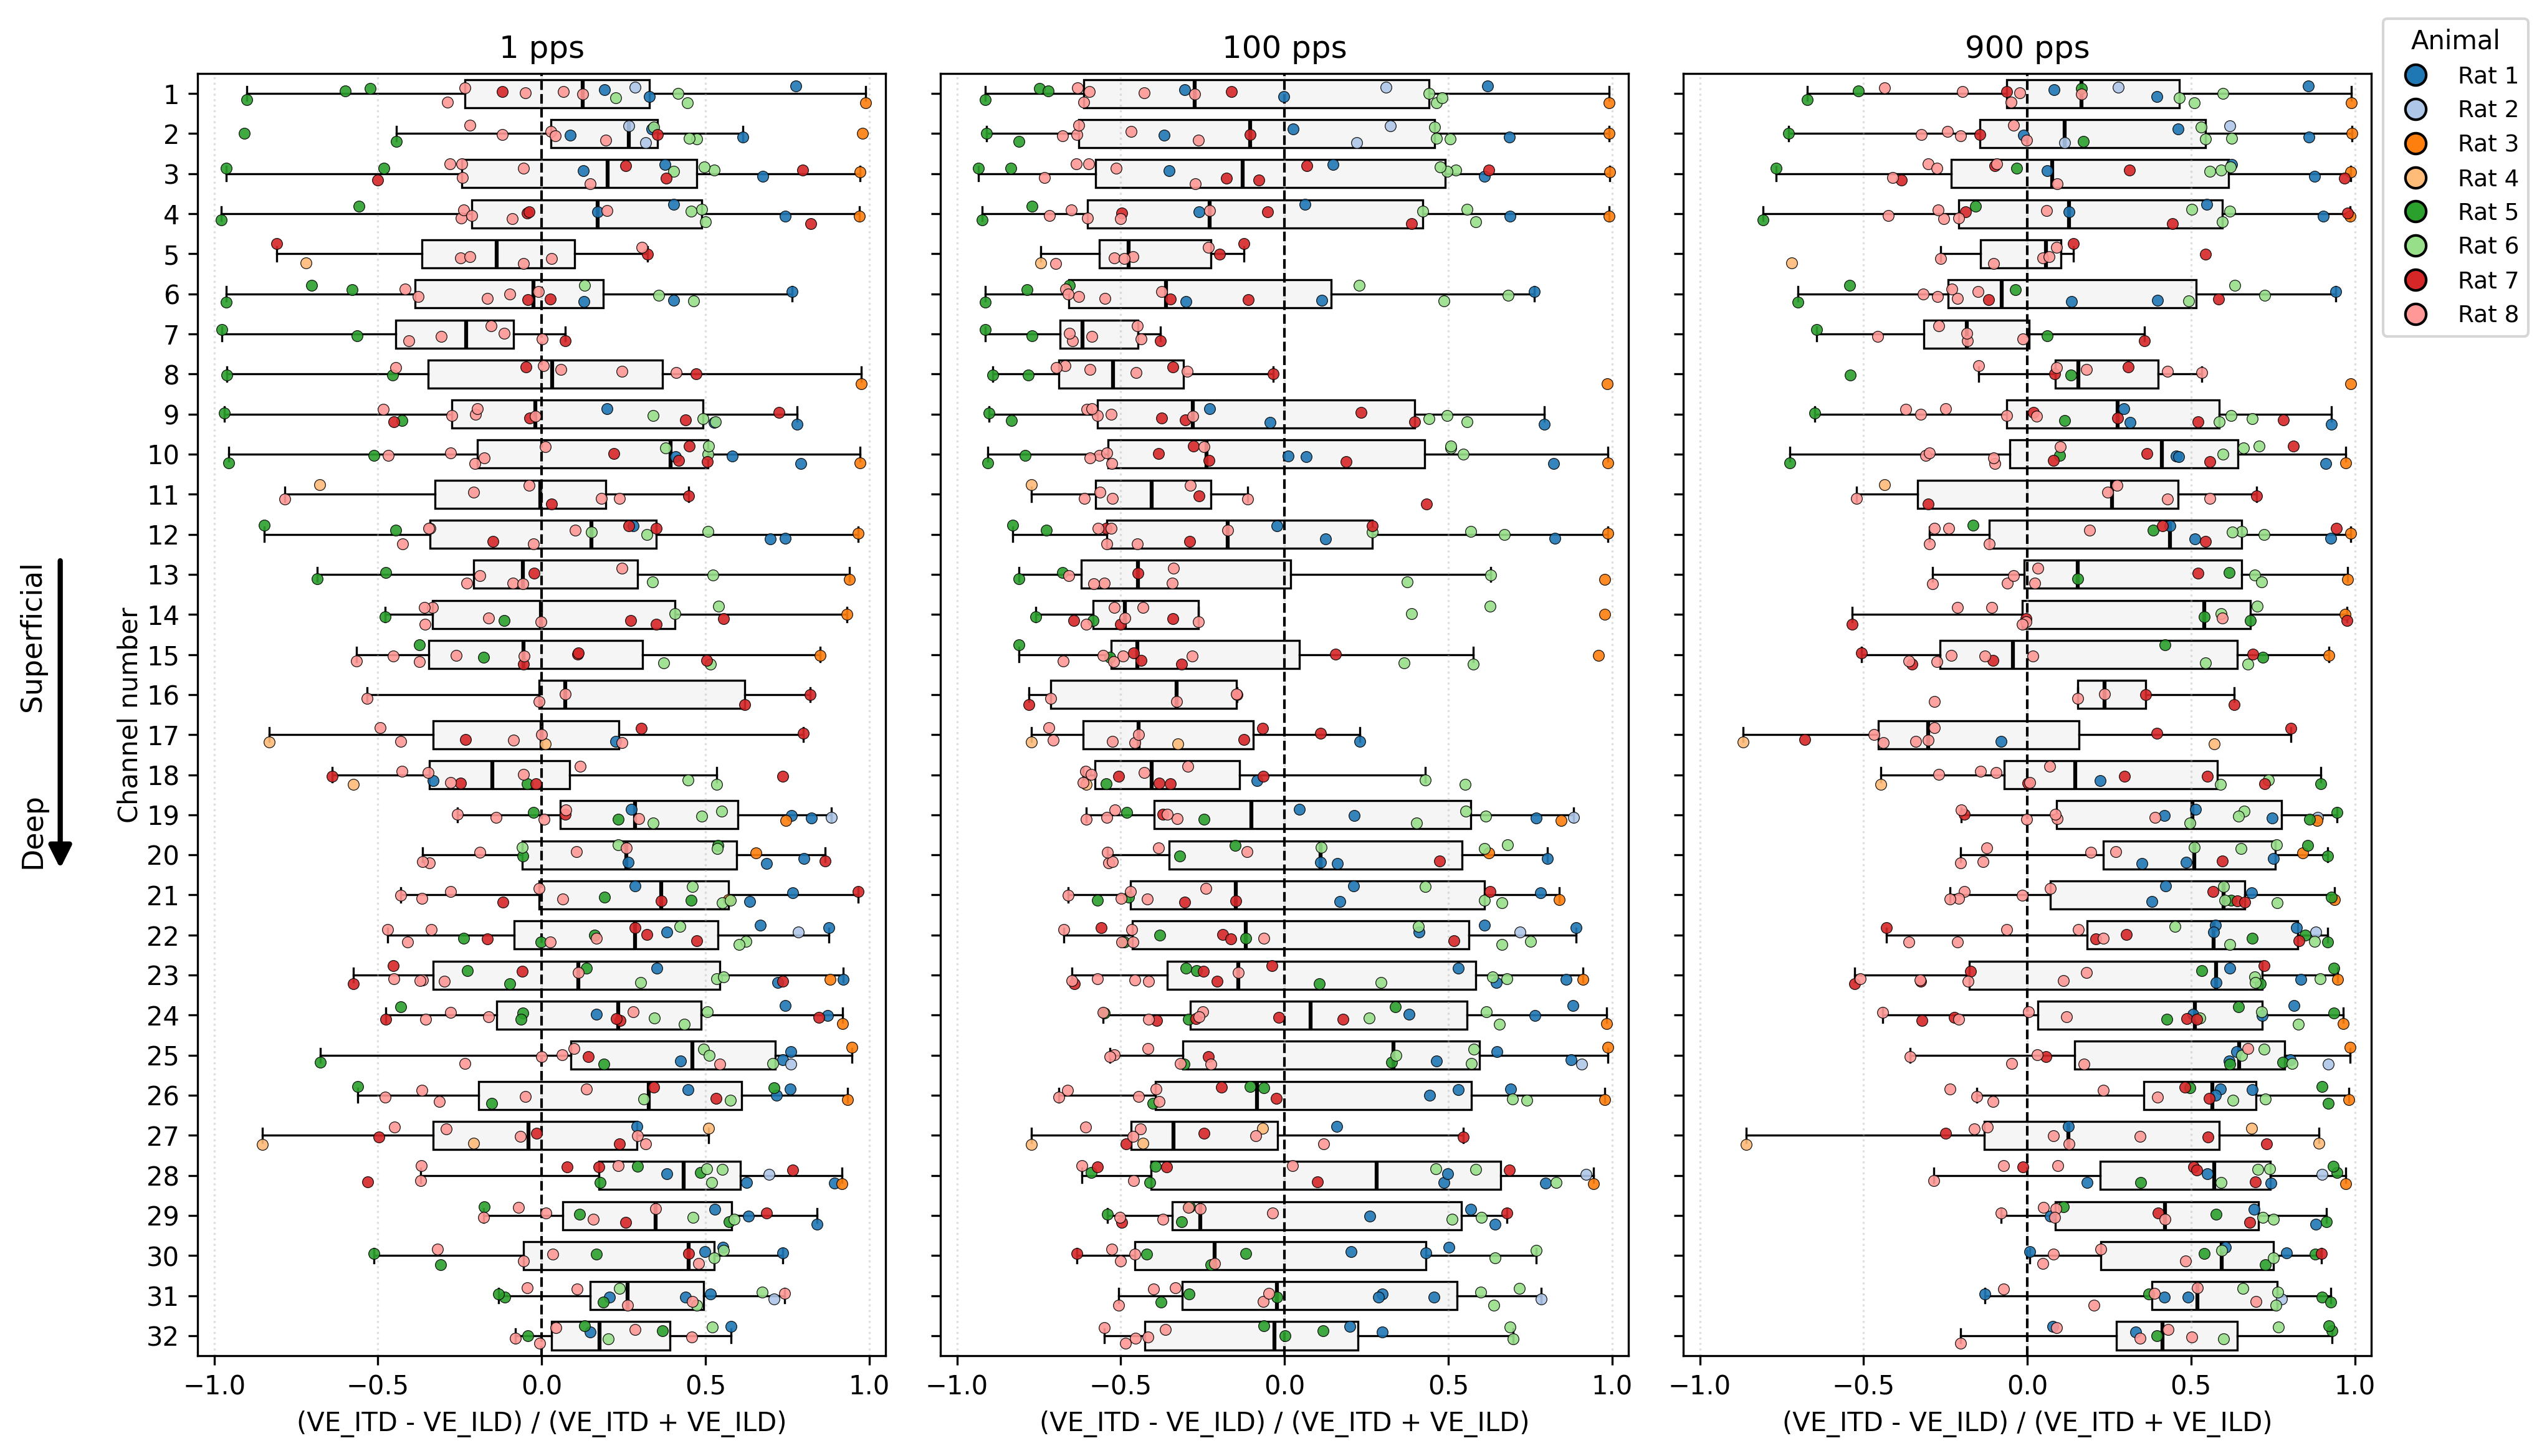 1 pps
100 pps
900 pps
Animal
Rat 1
Rat 2
Rat 3
Rat 4
Rat 5
Rat 6
Rat 7
Rat 8
Superficial
Deep
Channel number
1
2
3
4
5
6
7
8
9
10
11
12
13
14
15
16
17
18
19
20
21
22
23
24
25
26
27
28
29
30
31
32
−1.0 −0.5 0.0 0.5 1.0
−1.0 −0.5 0.0 0.5 1.0
−1.0 −0.5 0.0 0.5 1.0
(VE_ITD - VE_ILD) / (VE_ITD + VE_ILD)
(VE_ITD - VE_ILD) / (VE_ITD + VE_ILD)
(VE_ITD - VE_ILD) / (VE_ITD + VE_ILD)